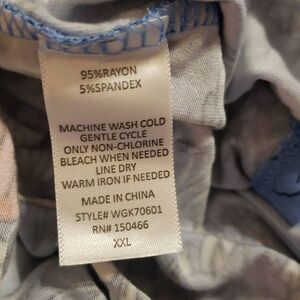 95%RAYON
5%SPANDEX
MACHINE WASH COLD
GENTLE CYCLE
ONLY NON-CHLORINE
BLEACH WHEN NEEDED
LINE DRY
WARM IRON IF NEEDED
MADE IN CHINA
STYLE# WGK70601
RN# 150466
XXL